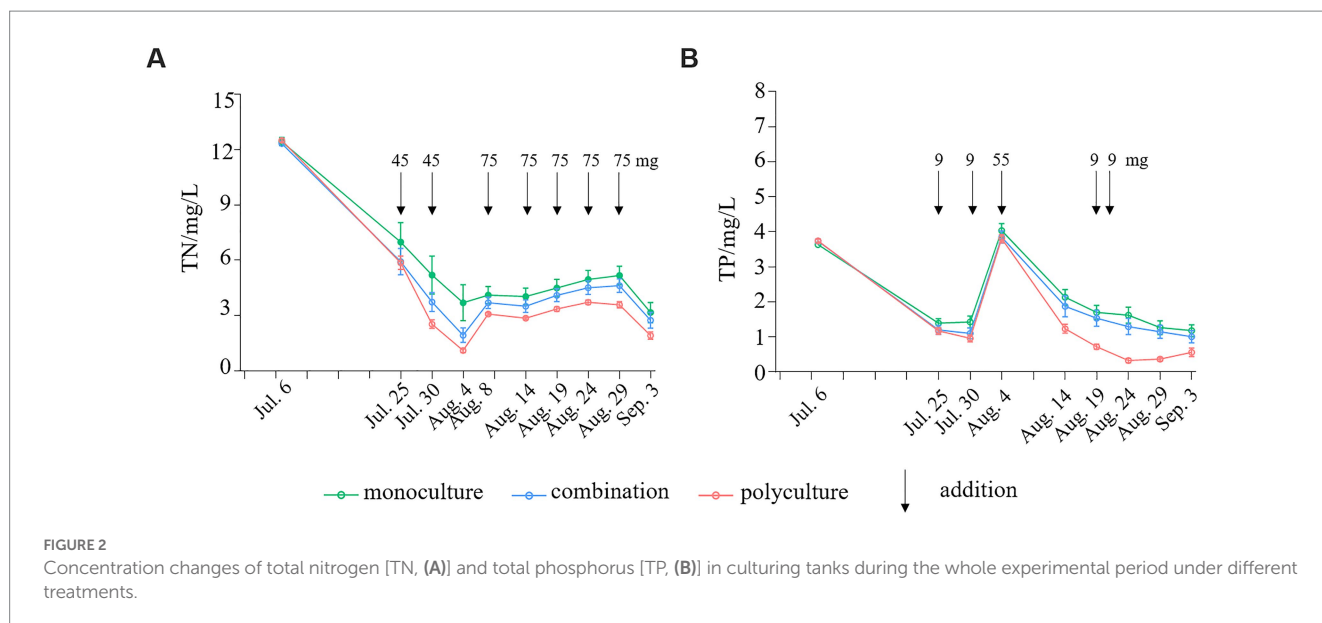 A
B
15
12
9
6
3
0
TN/mg/L
45 45 75 75 75 75 75 mg
Jul. 6
Jul. 25
Jul. 30
Aug. 4
Aug. 8
Aug. 14
Aug. 19
Aug. 24
Aug. 29
Sep. 3
8
7
6
5
4
3
2
1
0
TP/mg/L
9 9 55 9 9 mg
Jul. 6
Jul. 25
Jul. 30
Aug. 4
Aug. 14
Aug. 19
Aug. 24
Aug. 29
Sep. 3
monoculture combination polyculture addition
FIGURE 2
Concentration changes of total nitrogen [TN, (A)] and total phosphorus [TP, (B)] in culturing tanks during the whole experimental period under different
treatments.